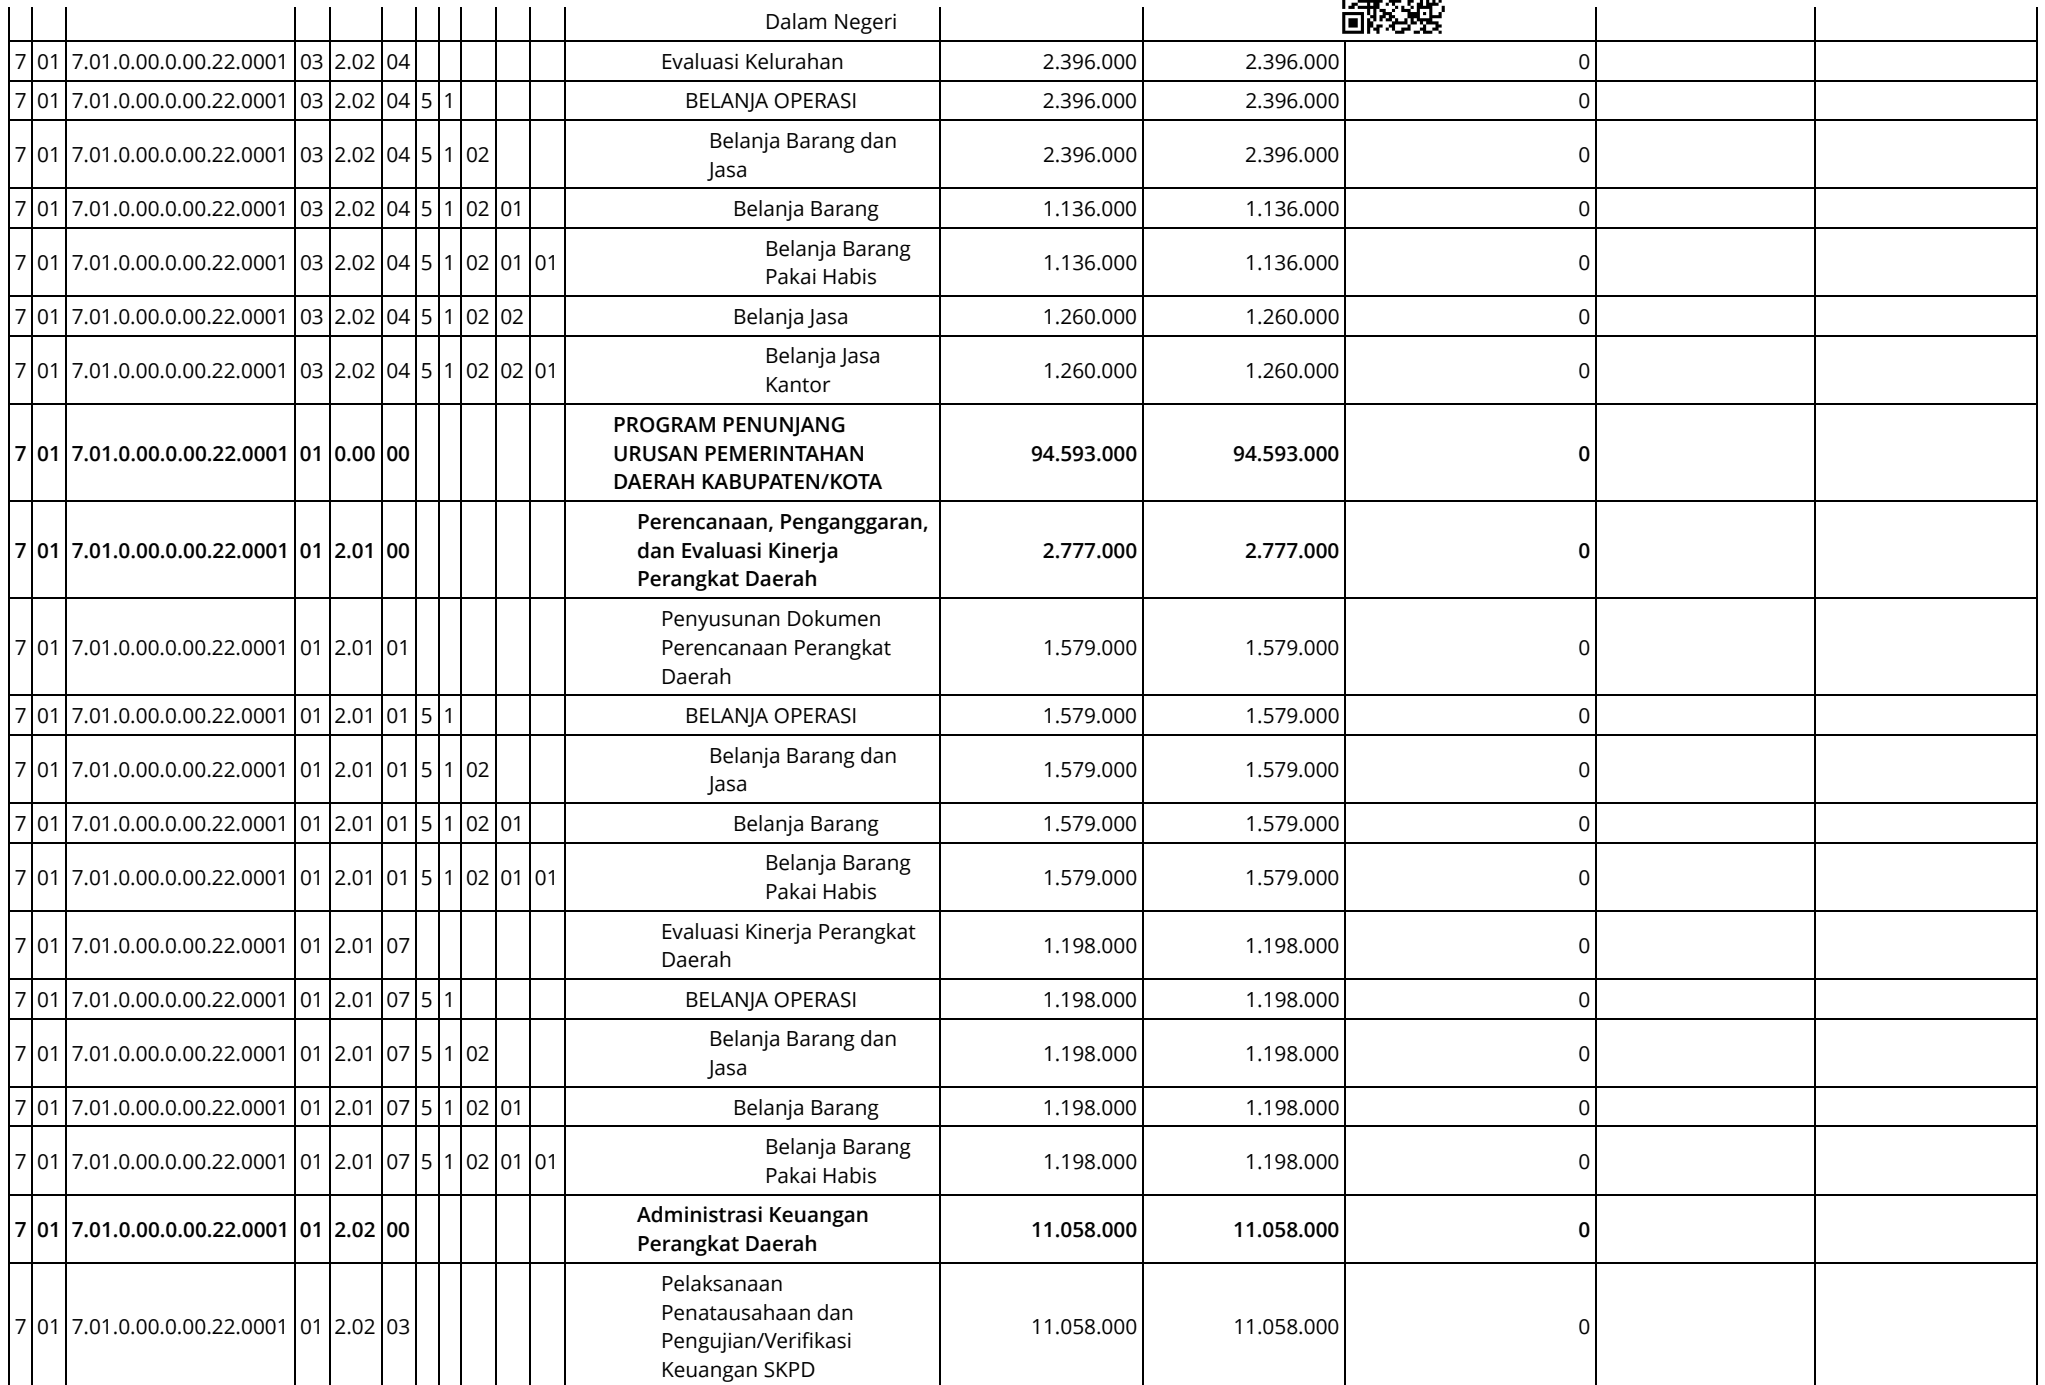 Dalam Negeri
7 01 7.01.0.00.0.00.22.0001 03 2.02 04 Evaluasi Kelurahan 2.396.000 2.396.000 0
7 01 7.01.0.00.0.00.22.0001 03 2.02 04 5 1 BELANJA OPERASI 2.396.000 2.396.000 0
7 01 7.01.0.00.0.00.22.0001 03 2.02 04 5 1 02 Belanja Barang dan
Jasa 2.396.000 2.396.000 0
7 01 7.01.0.00.0.00.22.0001 03 2.02 04 5 1 02 01 Belanja Barang 1.136.000 1.136.000 0
7 01 7.01.0.00.0.00.22.0001 03 2.02 04 5 1 02 01 01 Belanja Barang
Pakai Habis 1.136.000 1.136.000 0
7 01 7.01.0.00.0.00.22.0001 03 2.02 04 5 1 02 02 Belanja Jasa 1.260.000 1.260.000 0
7 01 7.01.0.00.0.00.22.0001 03 2.02 04 5 1 02 02 01 Belanja Jasa
Kantor 1.260.000 1.260.000 0
7 01 7.01.0.00.0.00.22.0001 01 0.00 00 PROGRAM PENUNJANG
URUSAN PEMERINTAHAN
DAERAH KABUPATEN/KOTA 94.593.000 94.593.000 0
7 01 7.01.0.00.0.00.22.0001 01 2.01 00 Perencanaan, Penganggaran,
dan Evaluasi Kinerja
Perangkat Daerah 2.777.000 2.777.000 0
7 01 7.01.0.00.0.00.22.0001 01 2.01 01 Penyusunan Dokumen
Perencanaan Perangkat
Daerah 1.579.000 1.579.000 0
7 01 7.01.0.00.0.00.22.0001 01 2.01 01 5 1 BELANJA OPERASI 1.579.000 1.579.000 0
7 01 7.01.0.00.0.00.22.0001 01 2.01 01 5 1 02 Belanja Barang dan
Jasa 1.579.000 1.579.000 0
7 01 7.01.0.00.0.00.22.0001 01 2.01 01 5 1 02 01 Belanja Barang 1.579.000 1.579.000 0
7 01 7.01.0.00.0.00.22.0001 01 2.01 01 5 1 02 01 01 Belanja Barang
Pakai Habis 1.579.000 1.579.000 0
7 01 7.01.0.00.0.00.22.0001 01 2.01 07 Evaluasi Kinerja Perangkat
Daerah 1.198.000 1.198.000 0
7 01 7.01.0.00.0.00.22.0001 01 2.01 07 5 1 BELANJA OPERASI 1.198.000 1.198.000 0
7 01 7.01.0.00.0.00.22.0001 01 2.01 07 5 1 02 Belanja Barang dan
Jasa 1.198.000 1.198.000 0
7 01 7.01.0.00.0.00.22.0001 01 2.01 07 5 1 02 01 Belanja Barang 1.198.000 1.198.000 0
7 01 7.01.0.00.0.00.22.0001 01 2.01 07 5 1 02 01 01 Belanja Barang
Pakai Habis 1.198.000 1.198.000 0
7 01 7.01.0.00.0.00.22.0001 01 2.02 00 Administrasi Keuangan
Perangkat Daerah 11.058.000 11.058.000 0
7 01 7.01.0.00.0.00.22.0001 01 2.02 03 Pelaksanaan
Penatausahaan dan
Pengujian/Verifikasi
Keuangan SKPD 11.058.000 11.058.000 0